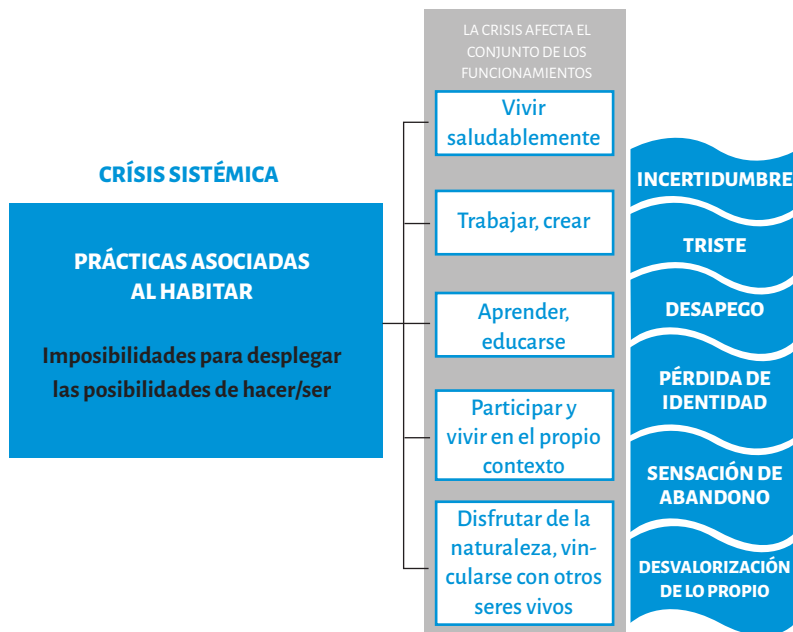 CRÍSIS SISTÉMICA
PRÁCTICAS ASOCIADAS
AL HABITAR
Imposibilidades para desplegar
las posibilidades de hacer/ser
LA CRISIS AFECTA EL
CONJUNTO DE LOS
FUNCIONAMIENTOS
Vivir
saludablemente
Trabajar, crear
Aprender,
educarse
Participar y
vivir en el propio
contexto
Disfrutar de la
naturaleza, vin-
cularse con otros
seres vivos
INCERTIDUMBRE
TRISTE
DESAPEGO
PÉRDIDA DE
IDENTIDAD
SENSACIÓN DE
ABANDONO
DESVALORIZACIÓN
DE LO PROPIO